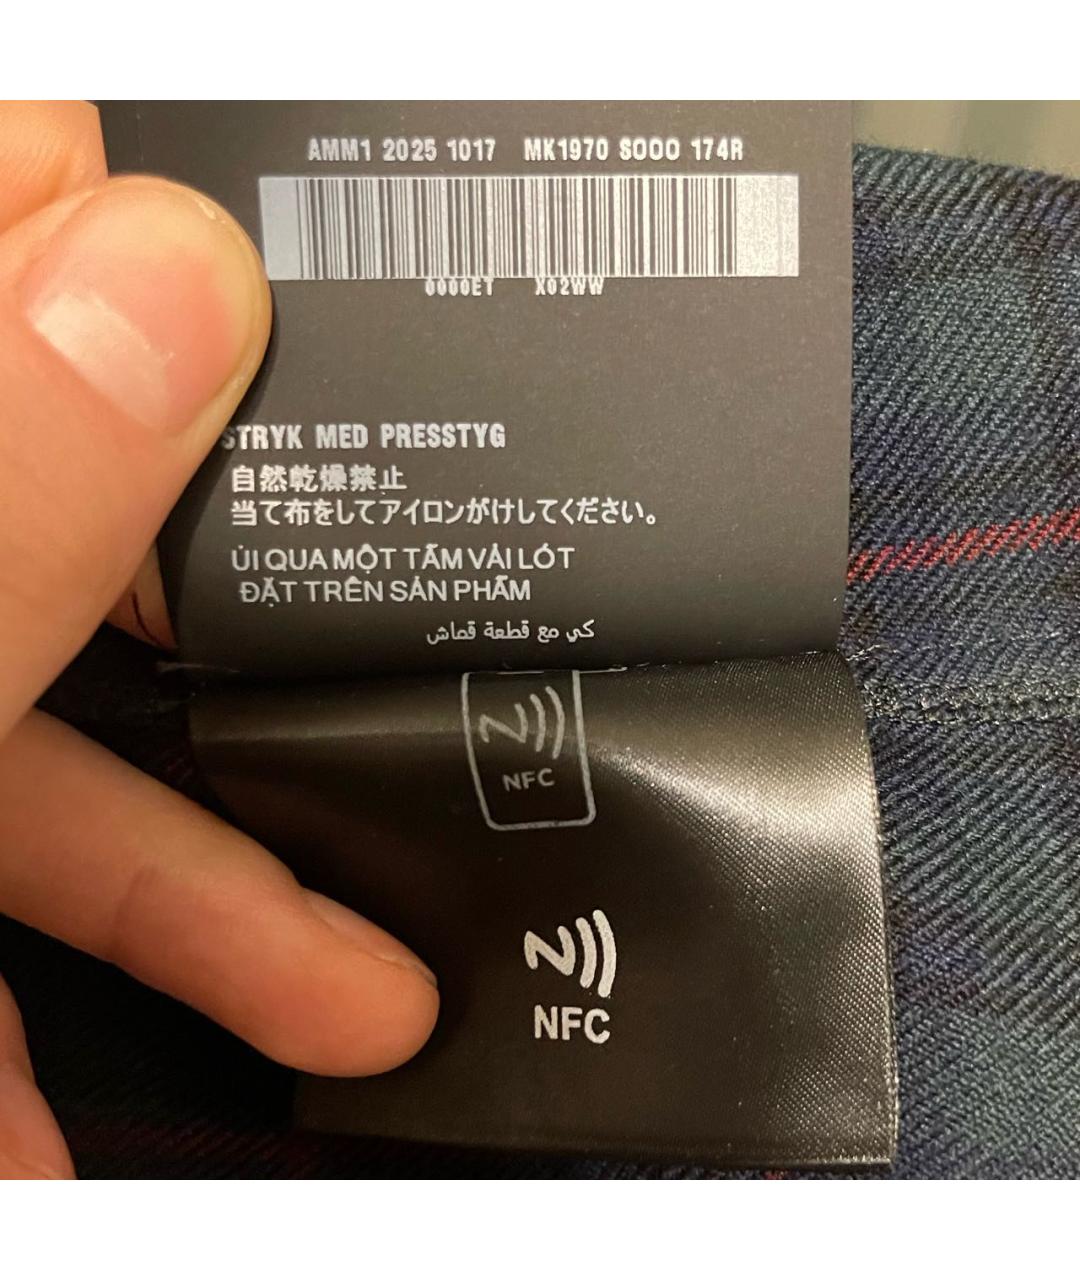 AMM1 2025 1017 MK1970 S000 174R
0000ET X02WW
STRYK MED PRESSTYG
自然乾燥禁止
当て布をしてアイロンがけしてください。
ỦI QUA MỘT TẤM VẢI LÓT
ĐẶT TRÊN SẢN PHẨM
كي مع قطعة قماش
NFC
NFC